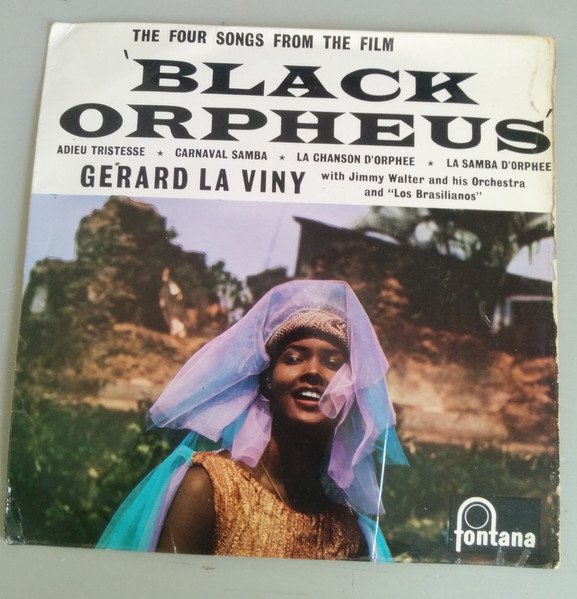 THE FOUR SONGS FROM THE FILM
'BLACK
ORPHEUS'
ADIEU TRISTESSE ★ CARNAVAL SAMBA ★ LA CHANSON D'ORPHEE ★ LA SAMBA D'ORPHEE
GÉRARD LA VINY with Jimmy Walter and his Orchestra
and "Los Brasilianos"
fontana